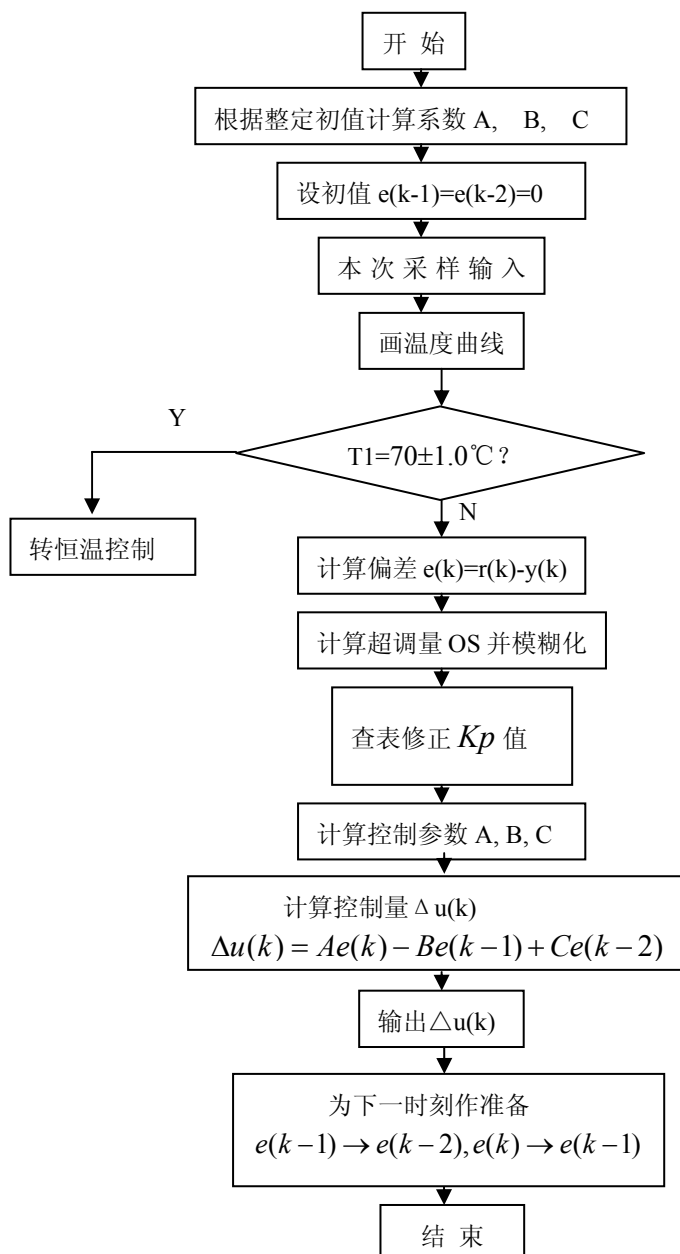 开 始
根据整定初值计算系数 A, B, C
设初值 e(k-1)=e(k-2)=0
本 次 采 样 输 入
画温度曲线
Y
T1=70±1.0℃?
N
转恒温控制
计算偏差 e(k)=r(k)-y(k)
计算超调量 OS 并模糊化
查表修正 Kp 值
计算控制参数 A, B, C
计算控制量 Δ u(k)
Δu(k) = Ae(k) − Be(k −1) + Ce(k − 2)
输出△u(k)
为下一时刻作准备
e(k −1) → e(k − 2), e(k) → e(k −1)
结 束